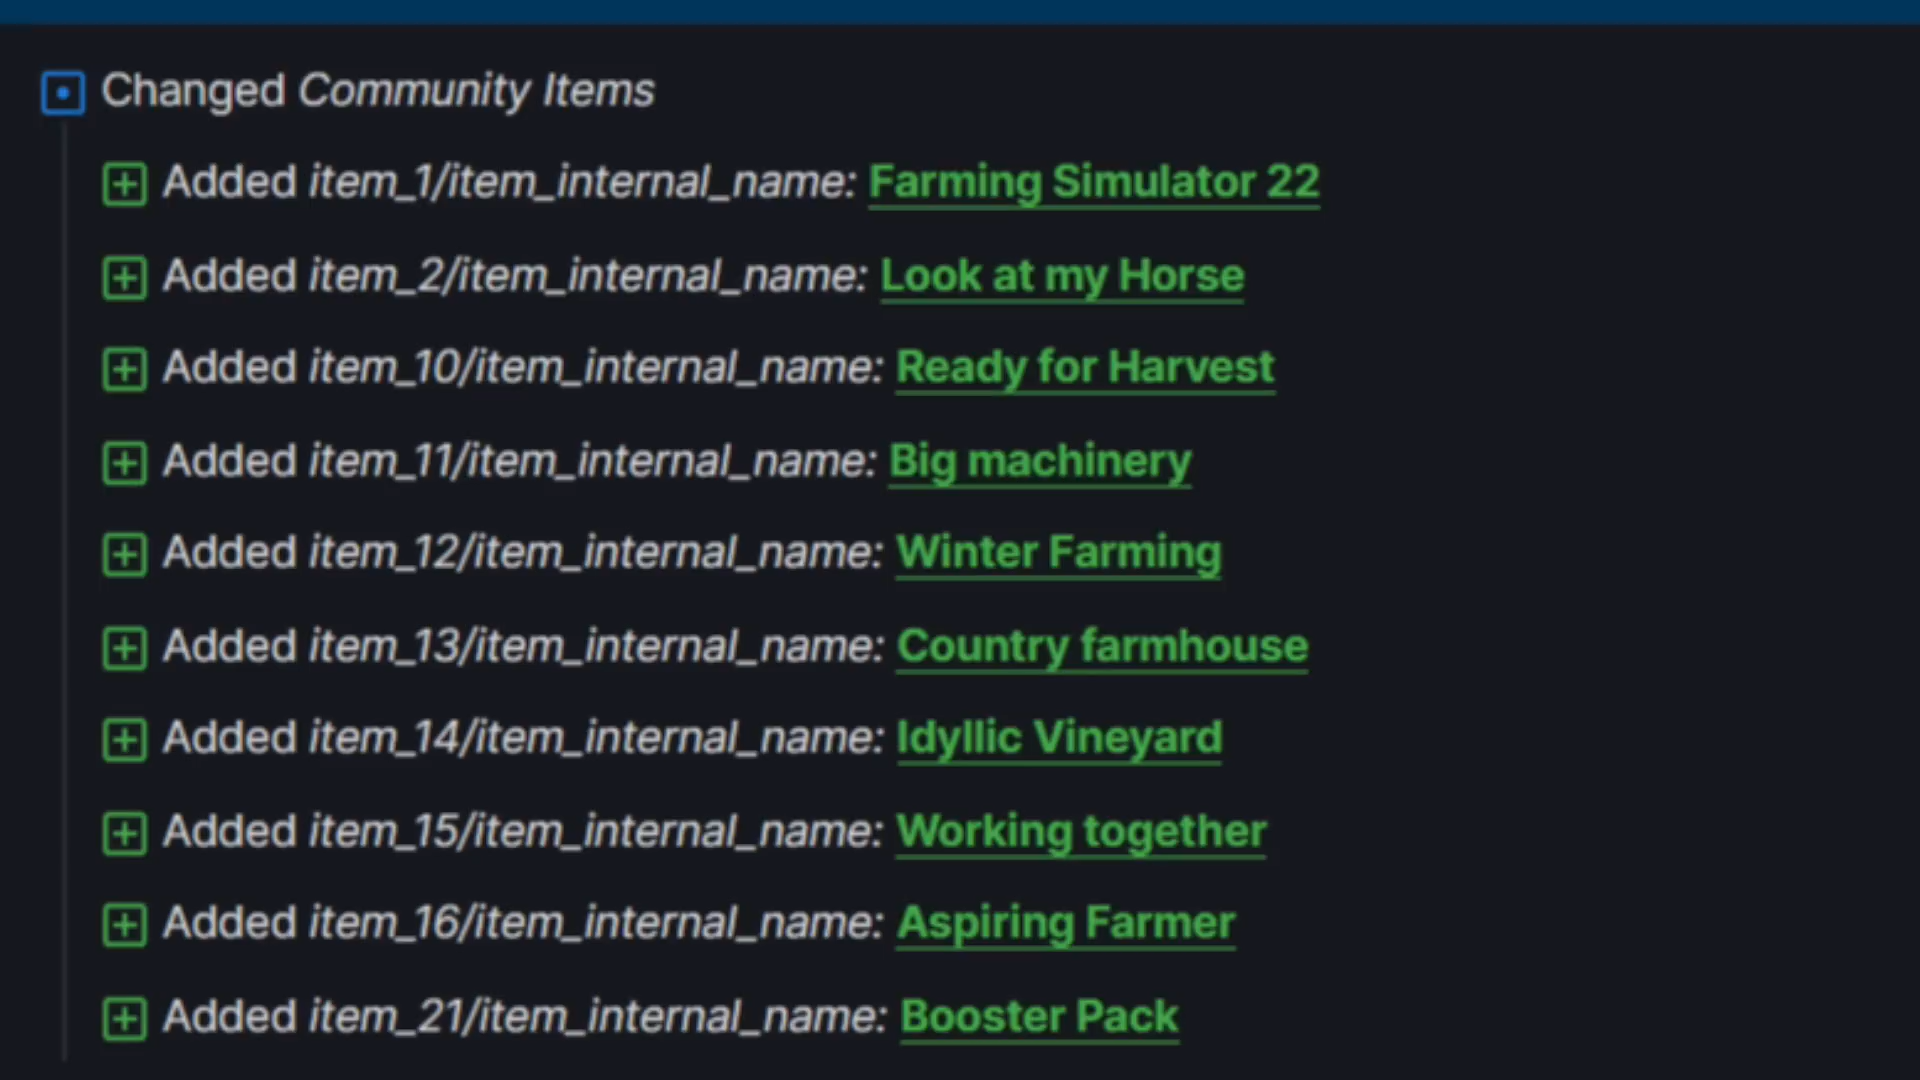 Changed Community Items
Added item_1/item_internal_name: Farming Simulator 22
Added item_2/item_internal_name: Look at my Horse
Added item_10/item_internal_name: Ready for Harvest
Added item_11/item_internal_name: Big machinery
Added item_12/item_internal_name: Winter Farming
Added item_13/item_internal_name: Country farmhouse
Added item_14/item_internal_name: Idyllic Vineyard
Added item_15/item_internal_name: Working together
Added item_16/item_internal_name: Aspiring Farmer
Added item_21/item_internal_name: Booster Pack